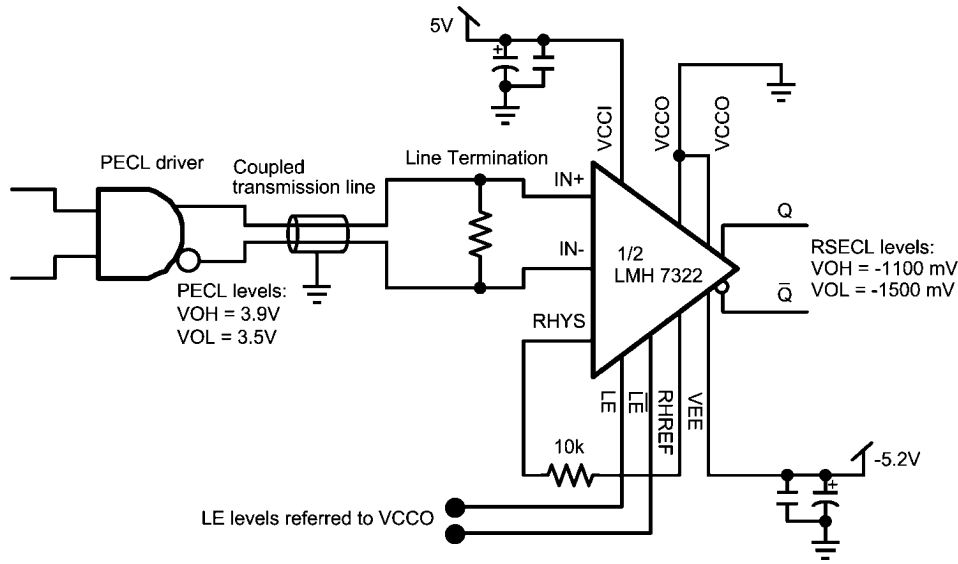 5V
+
VCCI
VCCO
VCCO
PECL driver
Coupled
transmission line
Line Termination
IN+
IN-
1/2
LMH 7322
Q
Q̅
RSECL levels:
VOH = -1100 mV
VOL = -1500 mV
PECL levels:
VOH = 3.9V
VOL = 3.5V
RHYS
LE
L̅E̅
RHREF
VEE
10k
-5.2V
+
LE levels referred to VCCO